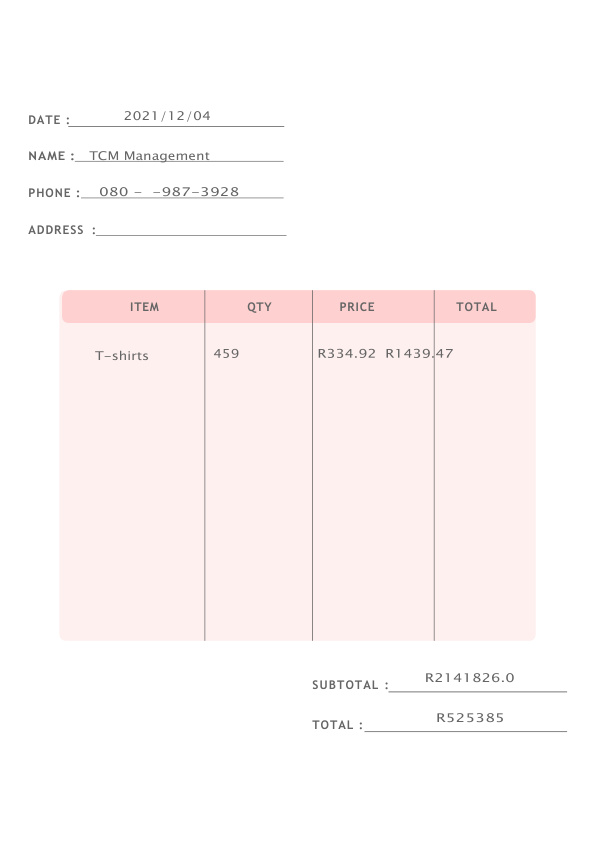 DATE : 2021/12/04
NAME : TCM Management
PHONE : 080 – –987–3928
ADDRESS :
ITEM QTY PRICE TOTAL
T–shirts 459 R334.92 R1439.47
SUBTOTAL : R2141826.0
TOTAL : R525385